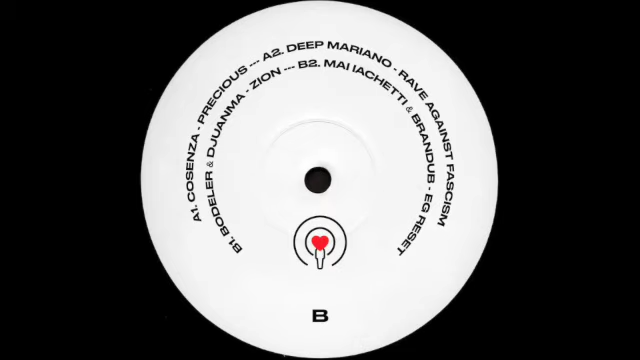 A1. COSENZA - PRECIOUS --- A2. DEEP MARIANO - RAVE AGAINST FASCISM
B1. BODELER & DJUANMA - ZION --- B2. MAI IACHETTI & BRANDUB - EG RESET
B